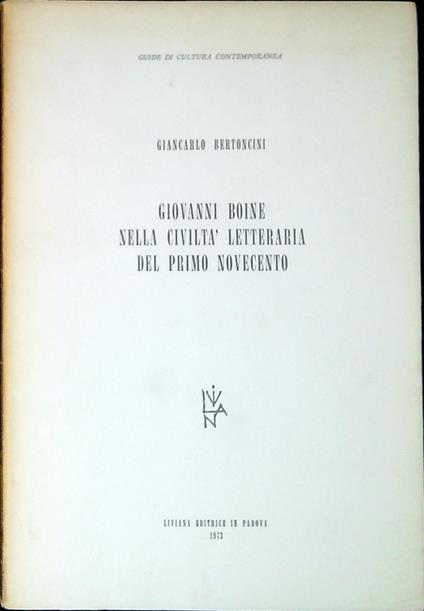 GUIDE DI CULTURA CONTEMPORANEA
GIANCARLO BERTONCINI
GIOVANNI BOINE
NELLA CIVILTA' LETTERARIA
DEL PRIMO NOVECENTO
LIVIANA EDITRICE IN PADOVA
1973